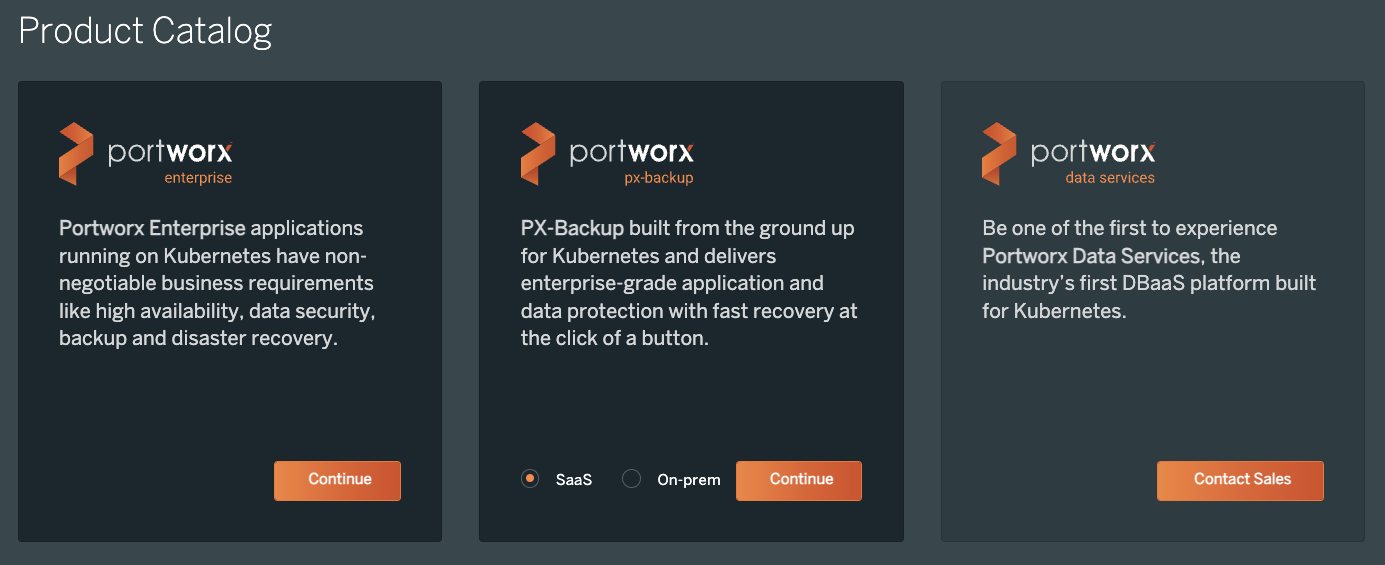 Product Catalog
portworx
enterprise
Portworx Enterprise applications
running on Kubernetes have non-
negotiable business requirements
like high availability, data security,
backup and disaster recovery.
Continue
portworx
px-backup
PX-Backup built from the ground up
for Kubernetes and delivers
enterprise-grade application and
data protection with fast recovery at
the click of a button.
SaaS On-prem Continue
portworx
data services
Be one of the first to experience
Portworx Data Services, the
industry's first DBaaS platform built
for Kubernetes.
Contact Sales